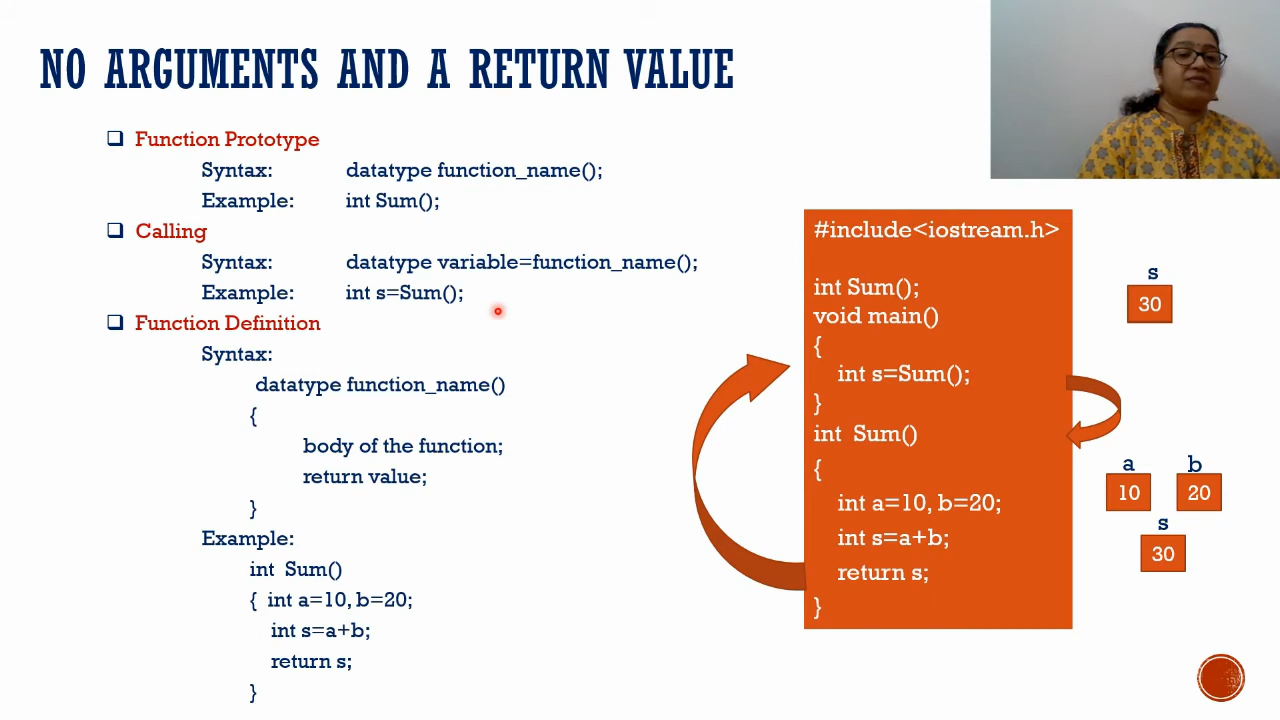 NO ARGUMENTS AND A RETURN VALUE
Function Prototype
Syntax: datatype function_name();
Example: int Sum();
Calling
Syntax: datatype variable=function_name();
Example: int s=Sum();
Function Definition
Syntax:
datatype function_name()
{
body of the function;
return value;
}
Example:
int Sum()
{ int a=10, b=20;
int s=a+b;
return s;
}
#include<iostream.h>
int Sum();
void main()
{
int s=Sum();
}
int Sum()
{
int a=10, b=20;
int s=a+b;
return s;
}
s
30
a b
10 20
s
30